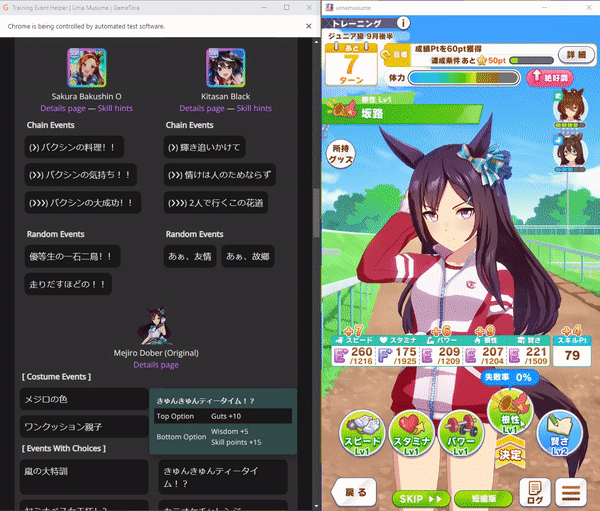 Training Event Helper | Uma Musume | GameTora
Chrome is being controlled by automated test software.
Sakura Bakushin O
Details page — Skill hints
Kitasan Black
Details page — Skill hints
Chain Events
(❯) バクシンの料理!!
(❯❯) バクシンの気持ち!!
(❯❯❯) バクシンの大成功!!
Chain Events
(❯) 輝き追いかけて
(❯❯) 情けは人のためならず
(❯❯❯) 2人で行くこの花道
Random Events
優等生の一石二鳥!!
走りだすほどの!!
Random Events
あぁ、友情
あぁ、故郷
Mejiro Dober (Original)
Details page
[ Costume Events ]
メジロの色
ワンクッション親子
きゅんきゅんティータイム!?
Top Option Guts +10
Bottom Option Wisdom +5
Skill points +15
[ Events With Choices ]
嵐の大特訓
きゅんきゅんティータイ
ム!?
umamusume
トレーニング
ジュニア級 9月後半
あと
7
ターン
目標
成績Ptを60pt獲得
達成条件 あと 50pt
詳細
体力
絶好調
根性 Lv1
坂路
所持
グッズ
+7
+6
+9
+4
スピード
スタミナ
パワー
根性
賢さ
スキルPt
260
/1216
175
/1925
209
/1209
207
/1221
221
/1509
79
失敗率 0%
スピード
Lv1
スタミナ
Lv1
パワー
Lv1
根性
Lv1
賢さ
Lv2
決定
戻る
SKIP
短縮版
ログ